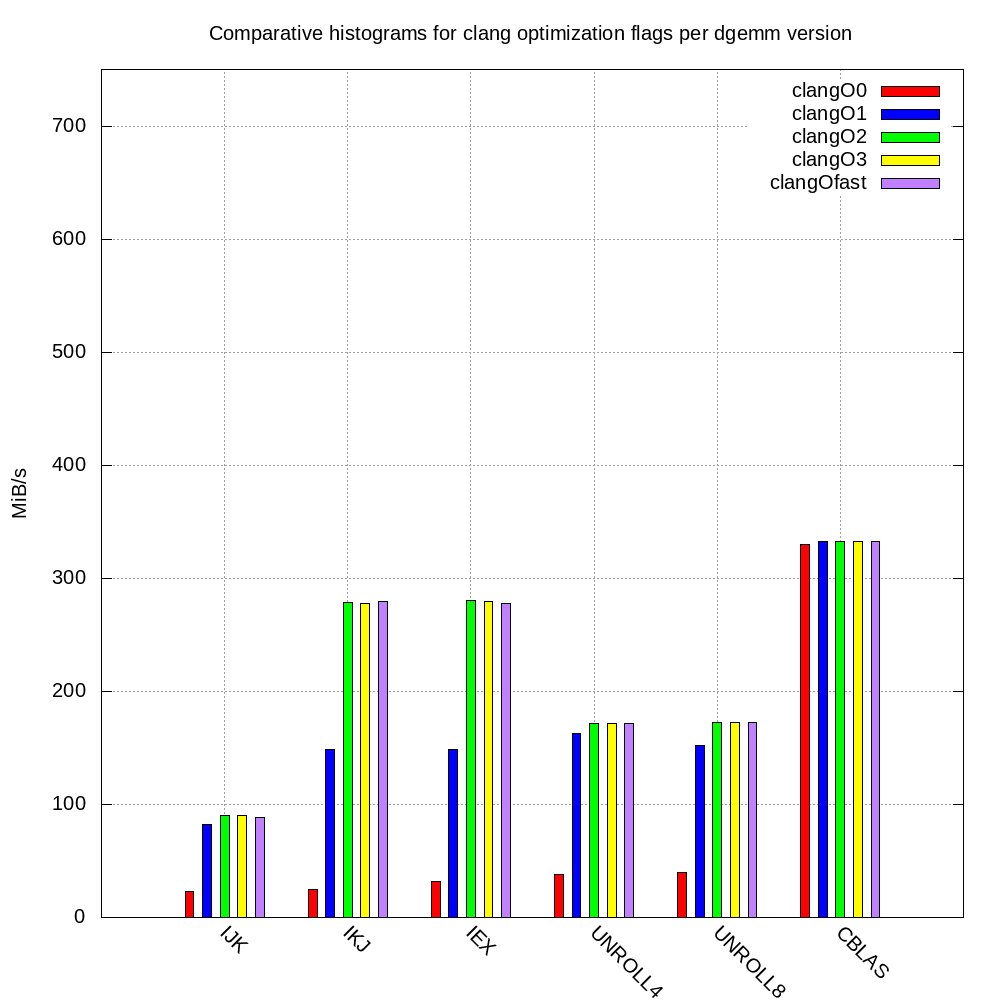 Comparative histograms for clang optimization flags per dgemm version
clangO0
clangO1
clangO2
clangO3
clangOfast
MiB/s
700
600
500
400
300
200
100
0
IJK
IKJ
IEX
UNROLL4
UNROLL8
CBLAS